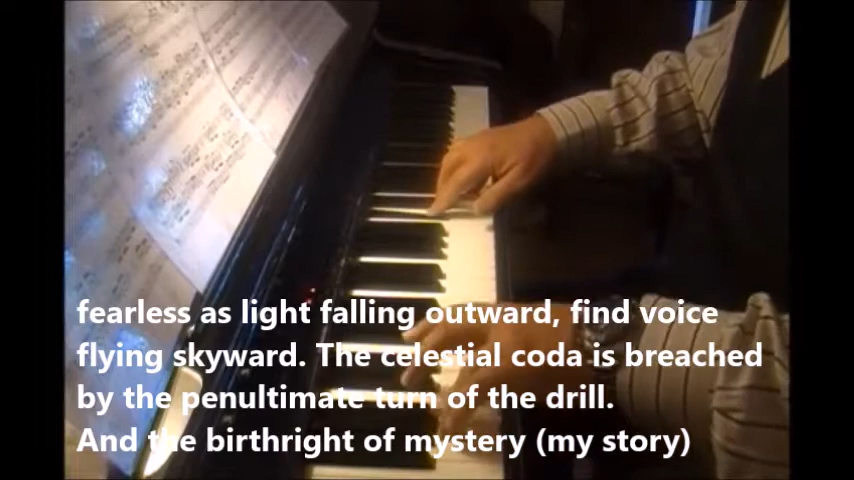 fearless as light falling outward, find voice
flying skyward. The celestial coda is breached
by the penultimate turn of the drill.
And the birthright of mystery (my story)